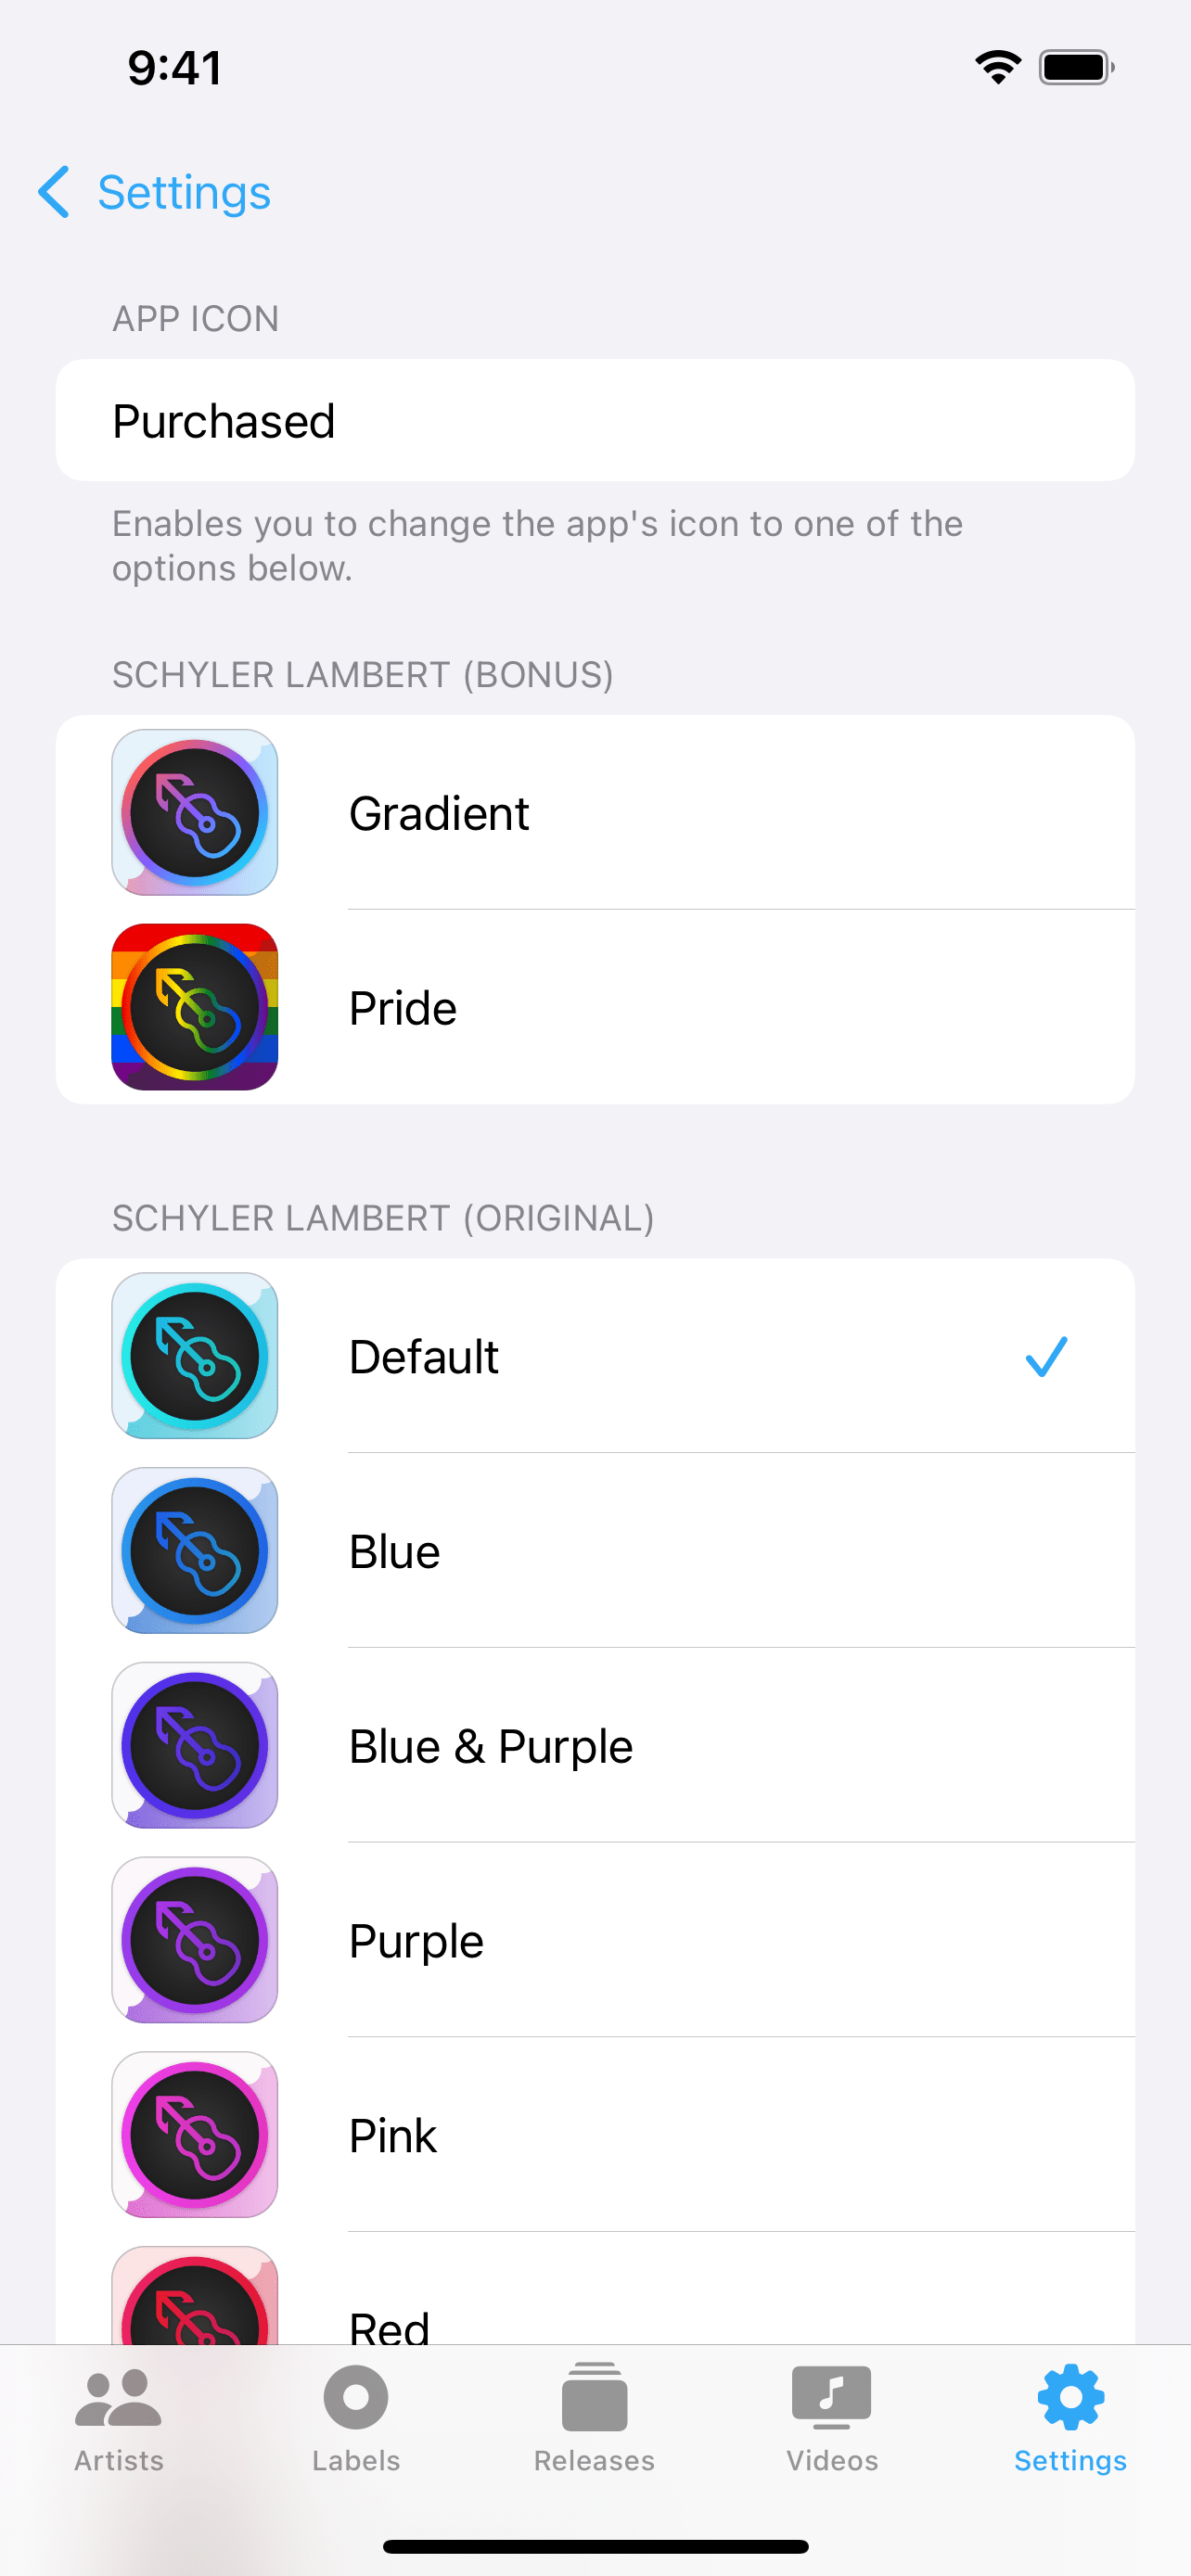 9:41
Settings
APP ICON
Purchased
Enables you to change the app's icon to one of the
options below.
SCHYLER LAMBERT (BONUS)
Gradient
Pride
SCHYLER LAMBERT (ORIGINAL)
Default
Blue
Blue & Purple
Purple
Pink
Red
Artists
Labels
Releases
Videos
Settings